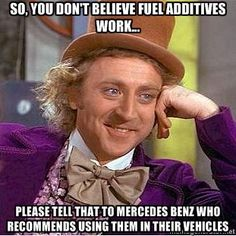 SO, YOU DON'T BELIEVE FUEL ADDITIVES
WORK...
PLEASE TELL THAT TO MERCEDES BENZ WHO
RECOMMENDS USING THEM IN THEIR VEHICLES